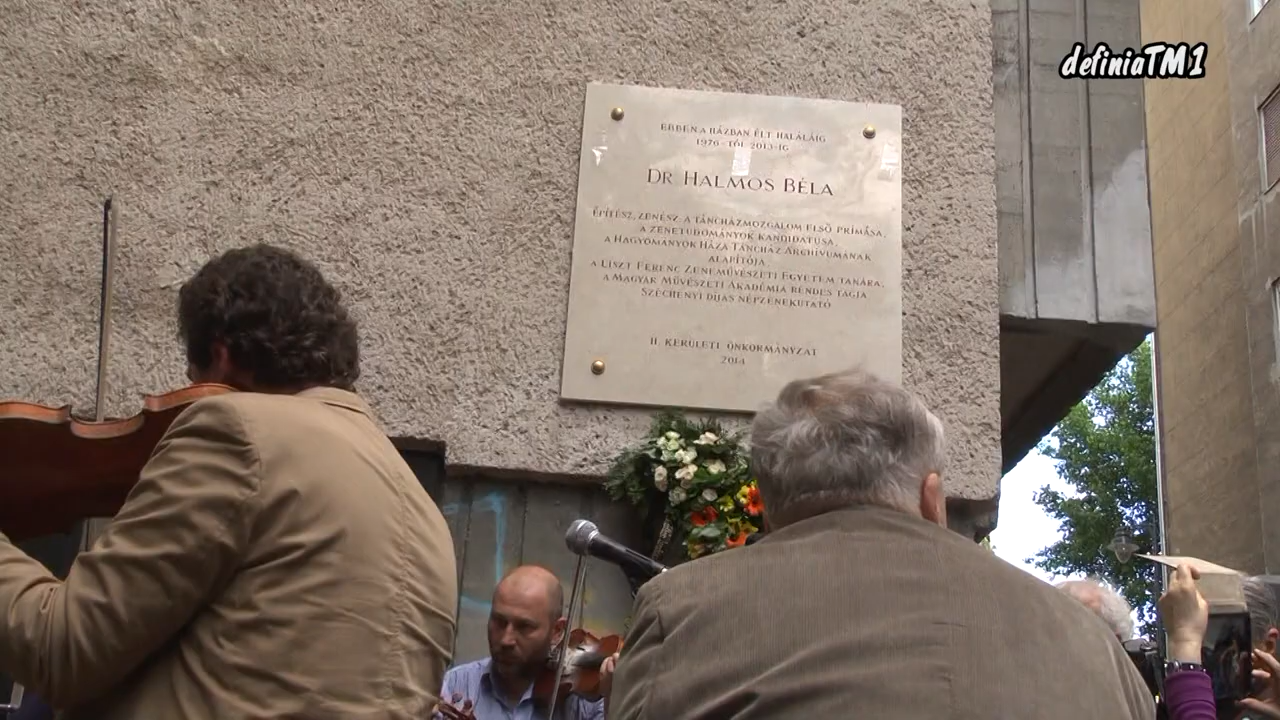 definiaTM1
EBBEN A HÁZBAN ÉLT HALÁLÁIG
1976-TÓL 2013-IG
DR HALMOS BÉLA
ÉPÍTÉSZ, ZENÉSZ, A TÁNCHÁZMOZGALOM ELSŐ PRÍMÁSA,
A ZENETUDOMÁNYOK KANDIDÁTUSA,
A HAGYOMÁNYOK HÁZA TÁNCHÁZ ARCHÍVUMÁNAK
ALAPÍTÓJA
A LISZT FERENC ZENEMŰVÉSZETI EGYETEM TANÁRA,
A MAGYAR MŰVÉSZETI AKADÉMIA RENDES TAGJA
SZÉCHENYI DÍJAS NÉPZENEKUTATÓ
II. KERÜLETI ÖNKORMÁNYZAT
2014